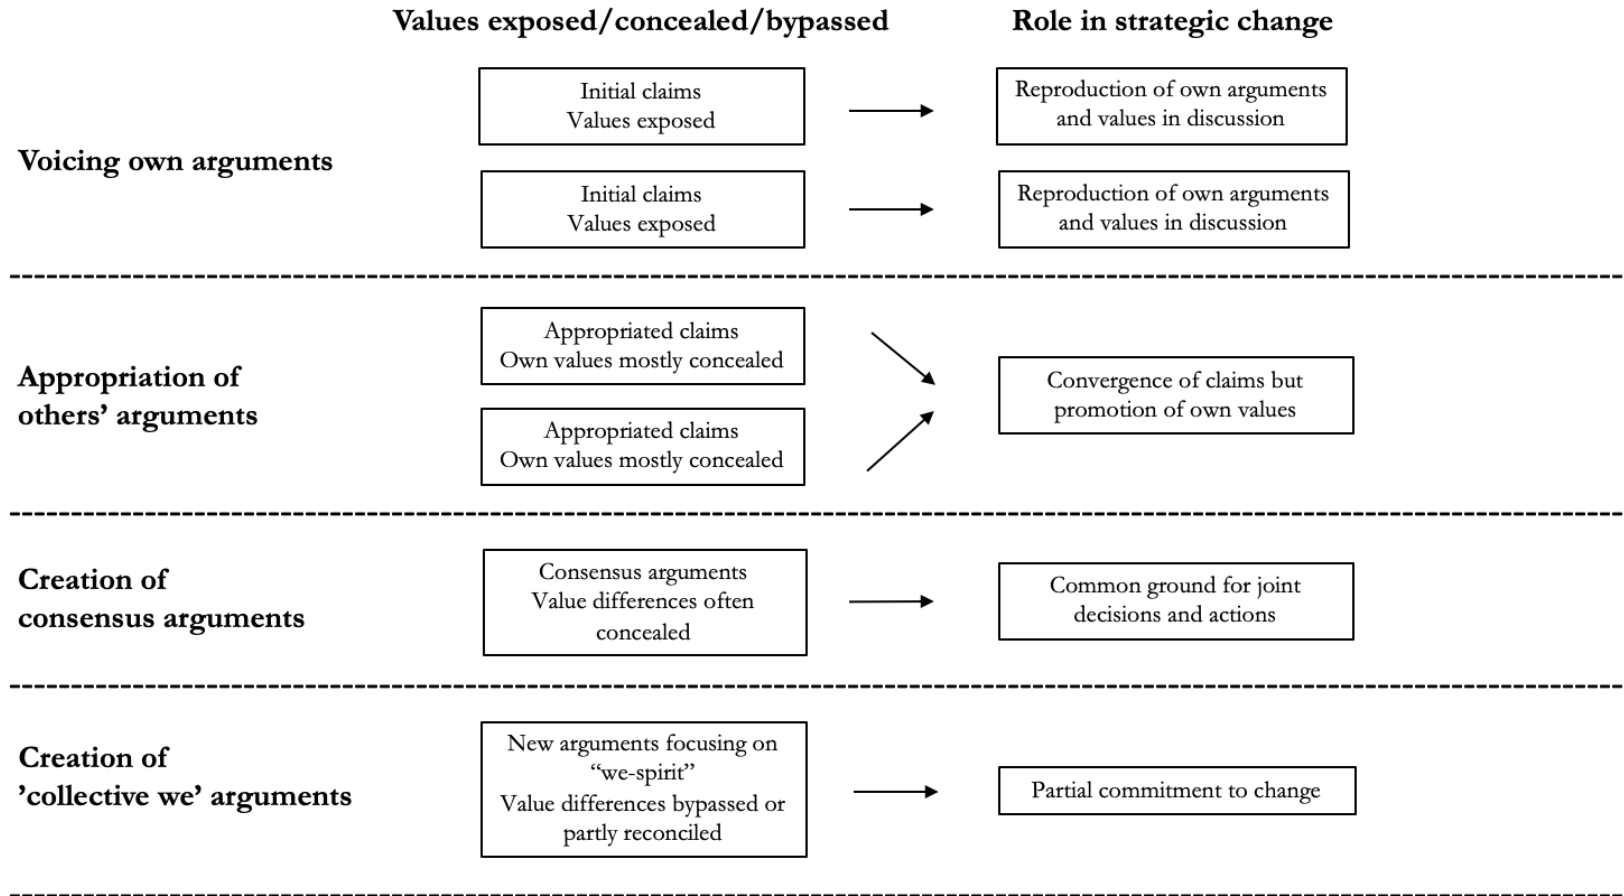 Values exposed/concealed/bypassed
Role in strategic change
Voicing own arguments
Initial claims
Values exposed
Reproduction of own arguments
and values in discussion
Initial claims
Values exposed
Reproduction of own arguments
and values in discussion
Appropriation of
others’ arguments
Appropriated claims
Own values mostly concealed
Appropriated claims
Own values mostly concealed
Convergence of claims but
promotion of own values
Creation of
consensus arguments
Consensus arguments
Value differences often
concealed
Common ground for joint
decisions and actions
Creation of
’collective we’ arguments
New arguments focusing on
“we-spirit”
Value differences bypassed or
partly reconciled
Partial commitment to change